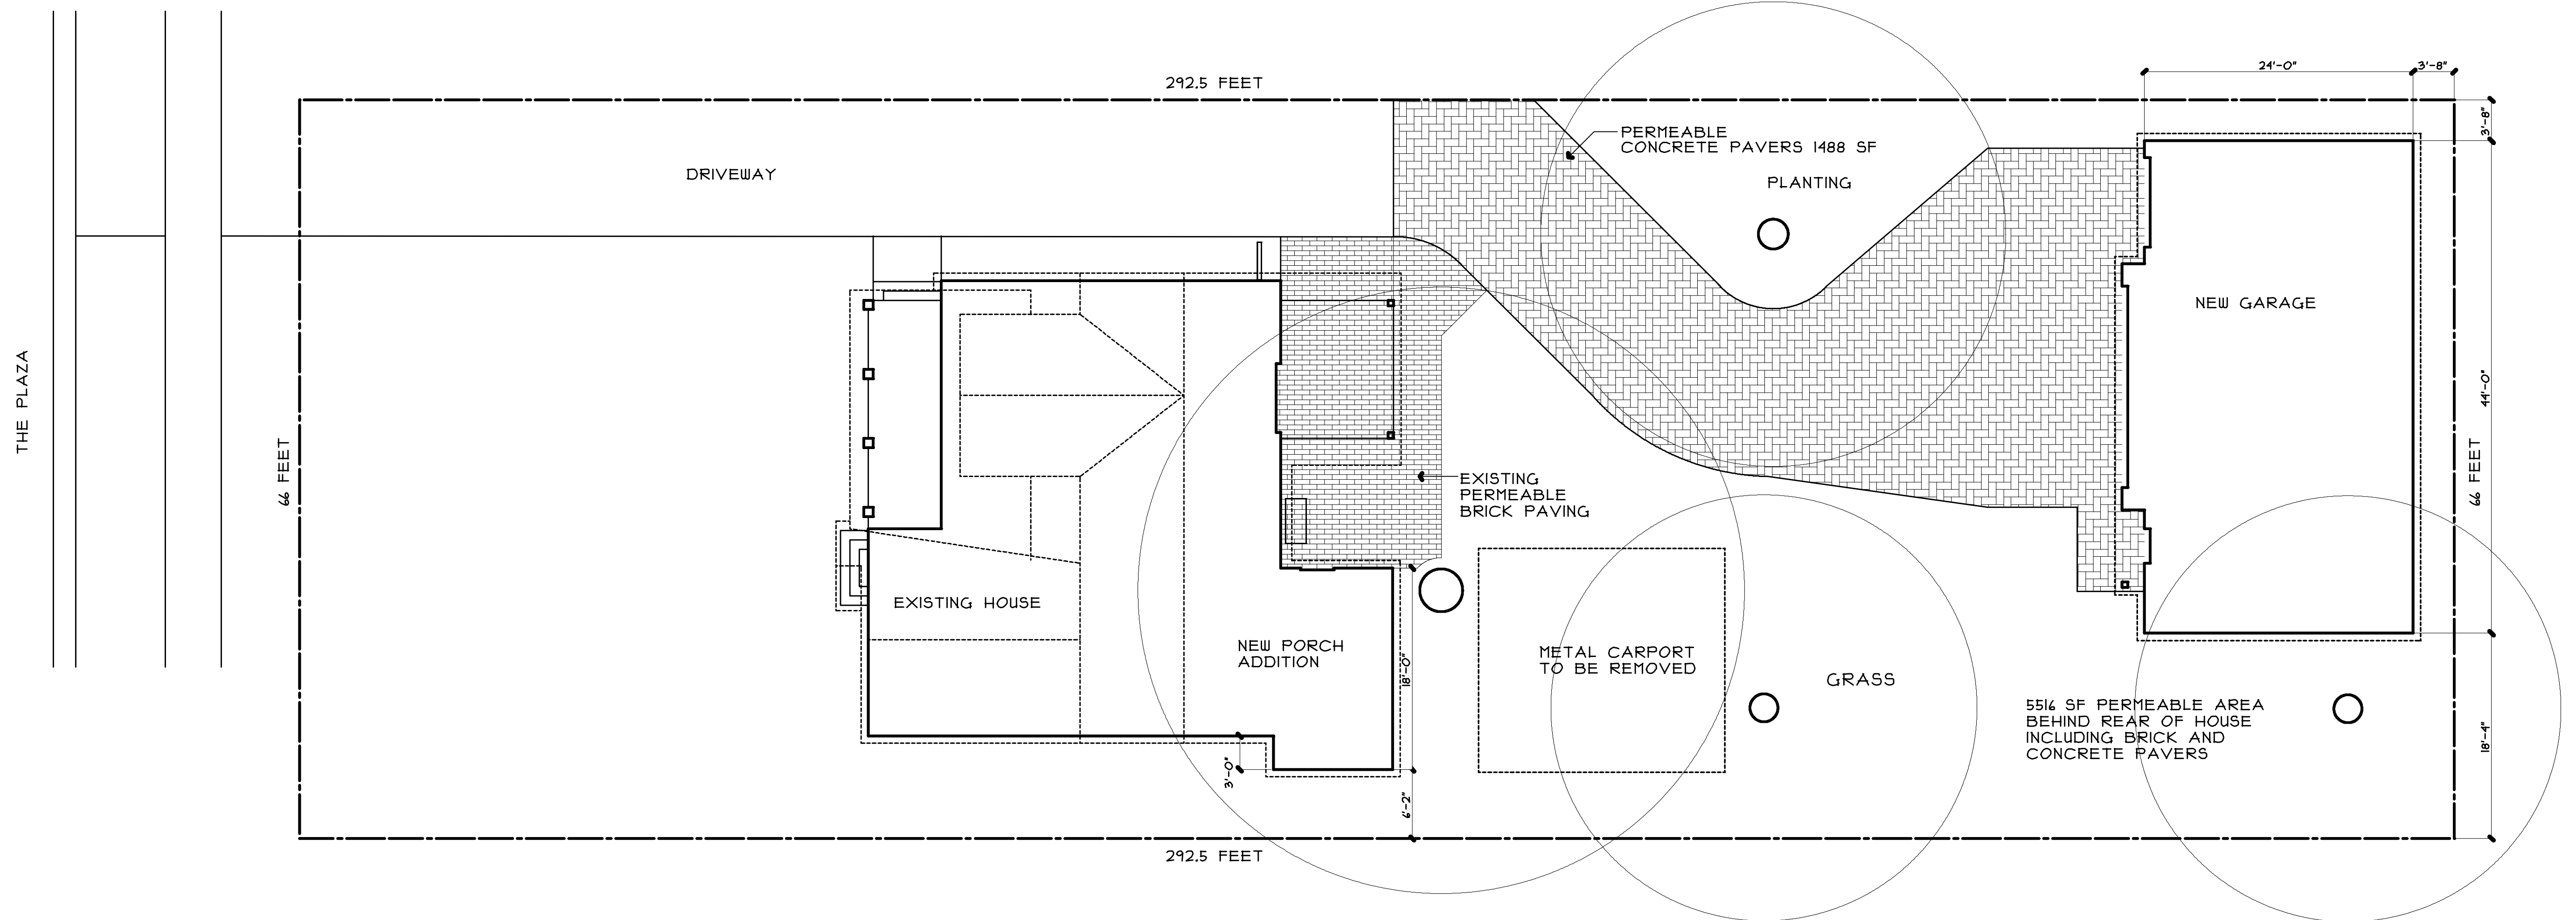 292.5 FEET
24'-0"
3'-8"
3'-8"
PERMEABLE
CONCRETE PAVERS 1488 SF
DRIVEWAY
PLANTING
NEW GARAGE
THE PLAZA
66 FEET
44'-0"
66 FEET
EXISTING
PERMEABLE
BRICK PAVING
EXISTING HOUSE
NEW PORCH
ADDITION
18'-0"
METAL CARPORT
TO BE REMOVED
GRASS
5516 SF PERMEABLE AREA
BEHIND REAR OF HOUSE
INCLUDING BRICK AND
CONCRETE PAVERS
18'-4"
3'-0"
6'-2"
292.5 FEET